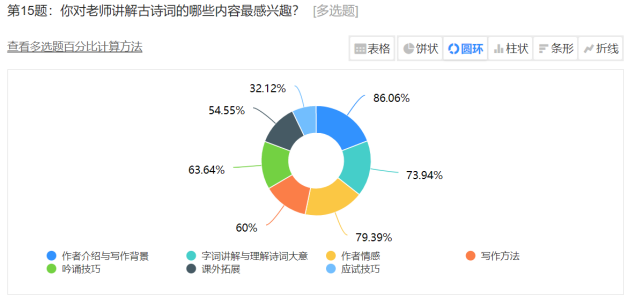 第15题：你对老师讲解古诗词的哪些内容最感兴趣？ [多选题]
查看多选题百分比计算方法
表格 饼状 圆环 柱状 条形 折线
32.12%
86.06%
54.55%
63.64%
73.94%
60%
79.39%
作者介绍与写作背景 字词讲解与理解诗词大意 作者情感 写作方法
吟诵技巧 课外拓展 应试技巧